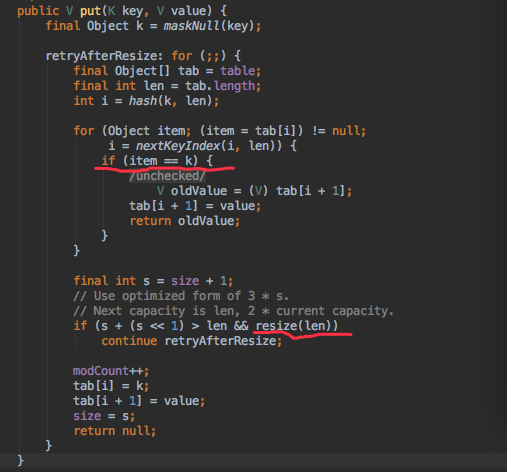 public V put(K key, V value) {
final Object k = maskNull(key);
retryAfterResize: for (;;) {
final Object[] tab = table;
final int len = tab.length;
int i = hash(k, len);
for (Object item; (item = tab[i]) != null;
i = nextKeyIndex(i, len)) {
if (item == k) {
/unchecked/
V oldValue = (V) tab[i + 1];
tab[i + 1] = value;
return oldValue;
}
}
final int s = size + 1;
// Use optimized form of 3 * s.
// Next capacity is len, 2 * current capacity.
if (s + (s << 1) > len && resize(len))
continue retryAfterResize;
modCount++;
tab[i] = k;
tab[i + 1] = value;
size = s;
return null;
}
}